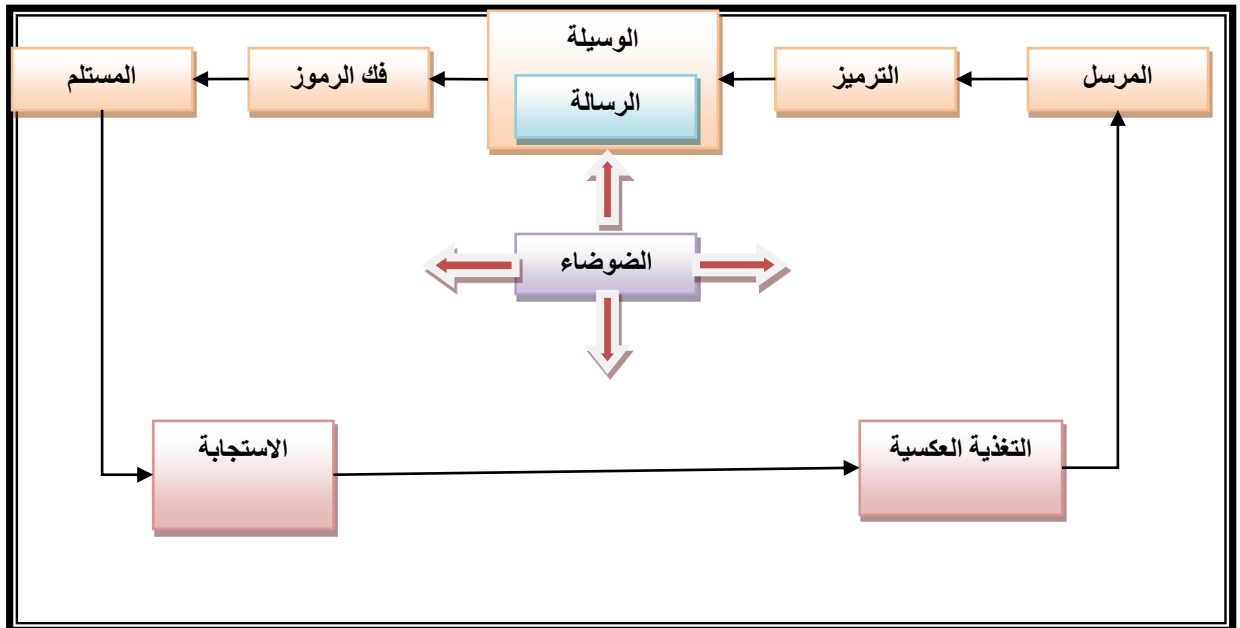 الوسيلة
المرسل
الترميز
الرسالة
فك الرموز
المستلم
الضوضاء
التغذية العكسية
الاستجابة